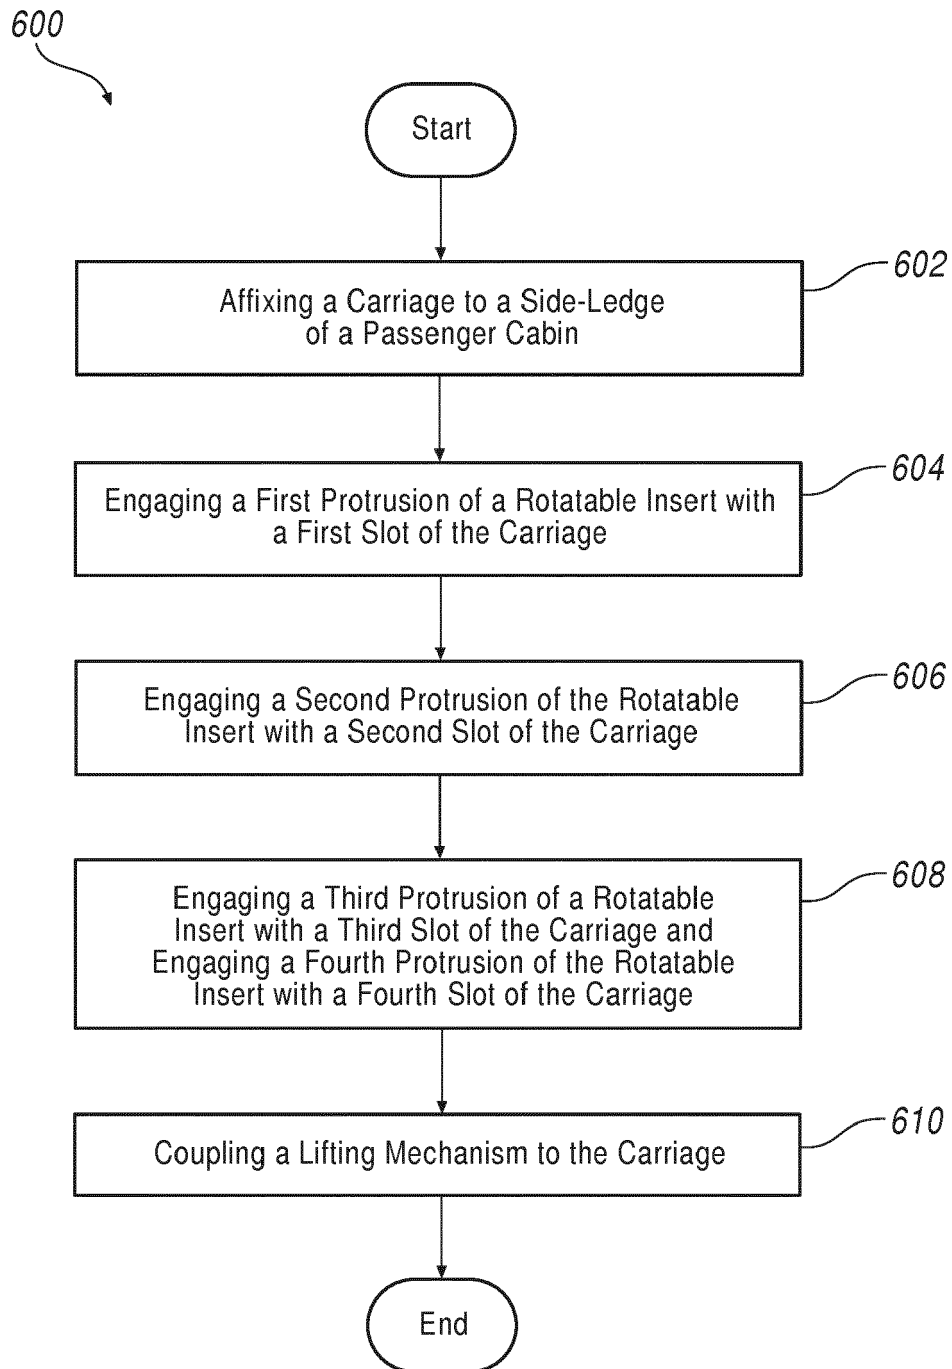 600
Start
602
Affixing a Carriage to a Side-Ledge
of a Passenger Cabin
604
Engaging a First Protrusion of a Rotatable Insert with
a First Slot of the Carriage
606
Engaging a Second Protrusion of the Rotatable
Insert with a Second Slot of the Carriage
608
Engaging a Third Protrusion of a Rotatable
Insert with a Third Slot of the Carriage and
Engaging a Fourth Protrusion of the Rotatable
Insert with a Fourth Slot of the Carriage
610
Coupling a Lifting Mechanism to the Carriage
End